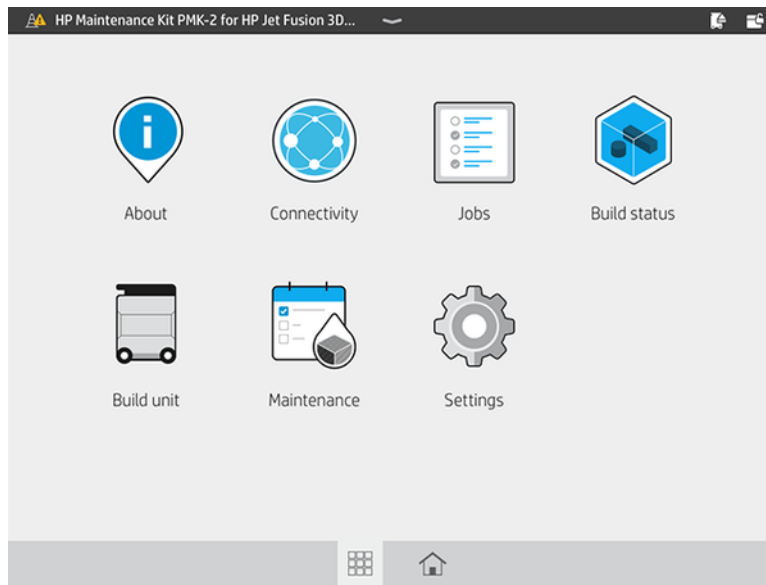 HP Maintenance Kit PMK-2 for HP Jet Fusion 3D...
About
Connectivity
Jobs
Build status
Build unit
Maintenance
Settings